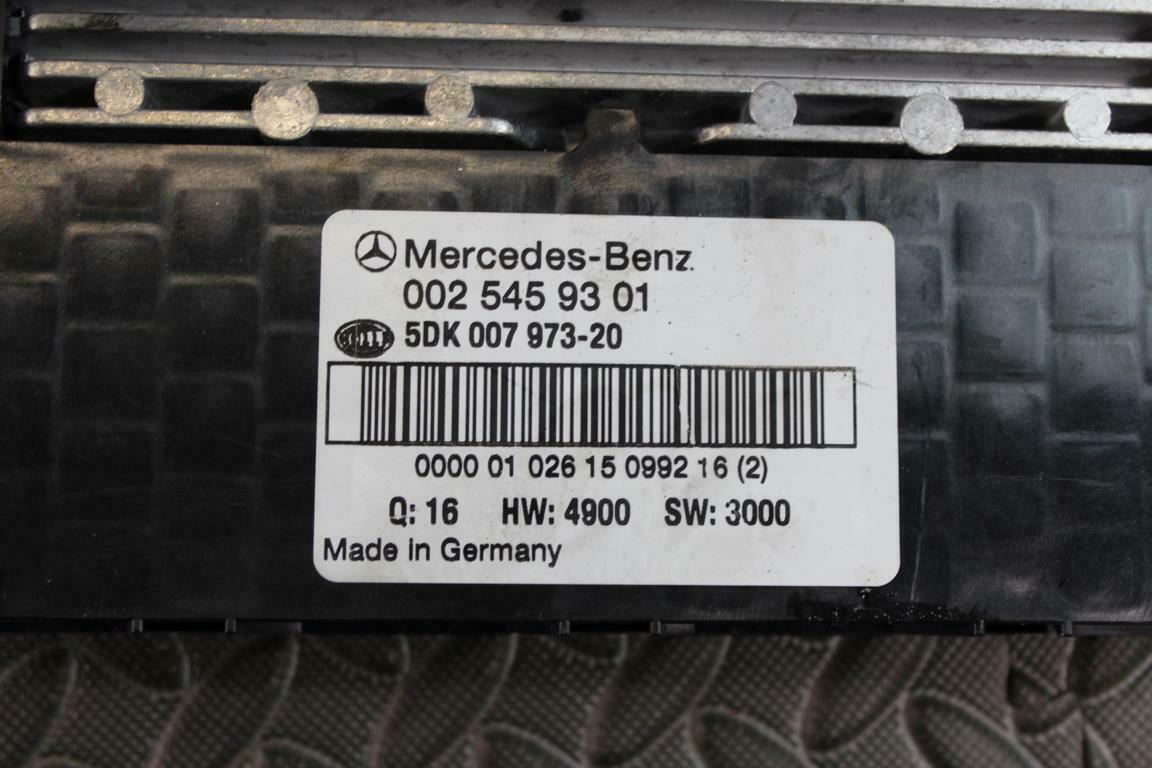 Mercedes-Benz
002 545 93 01
5DK 007 973-20
0000 01 026 15 0992 16 (2)
Q: 16 HW: 4900 SW: 3000
Made in Germany